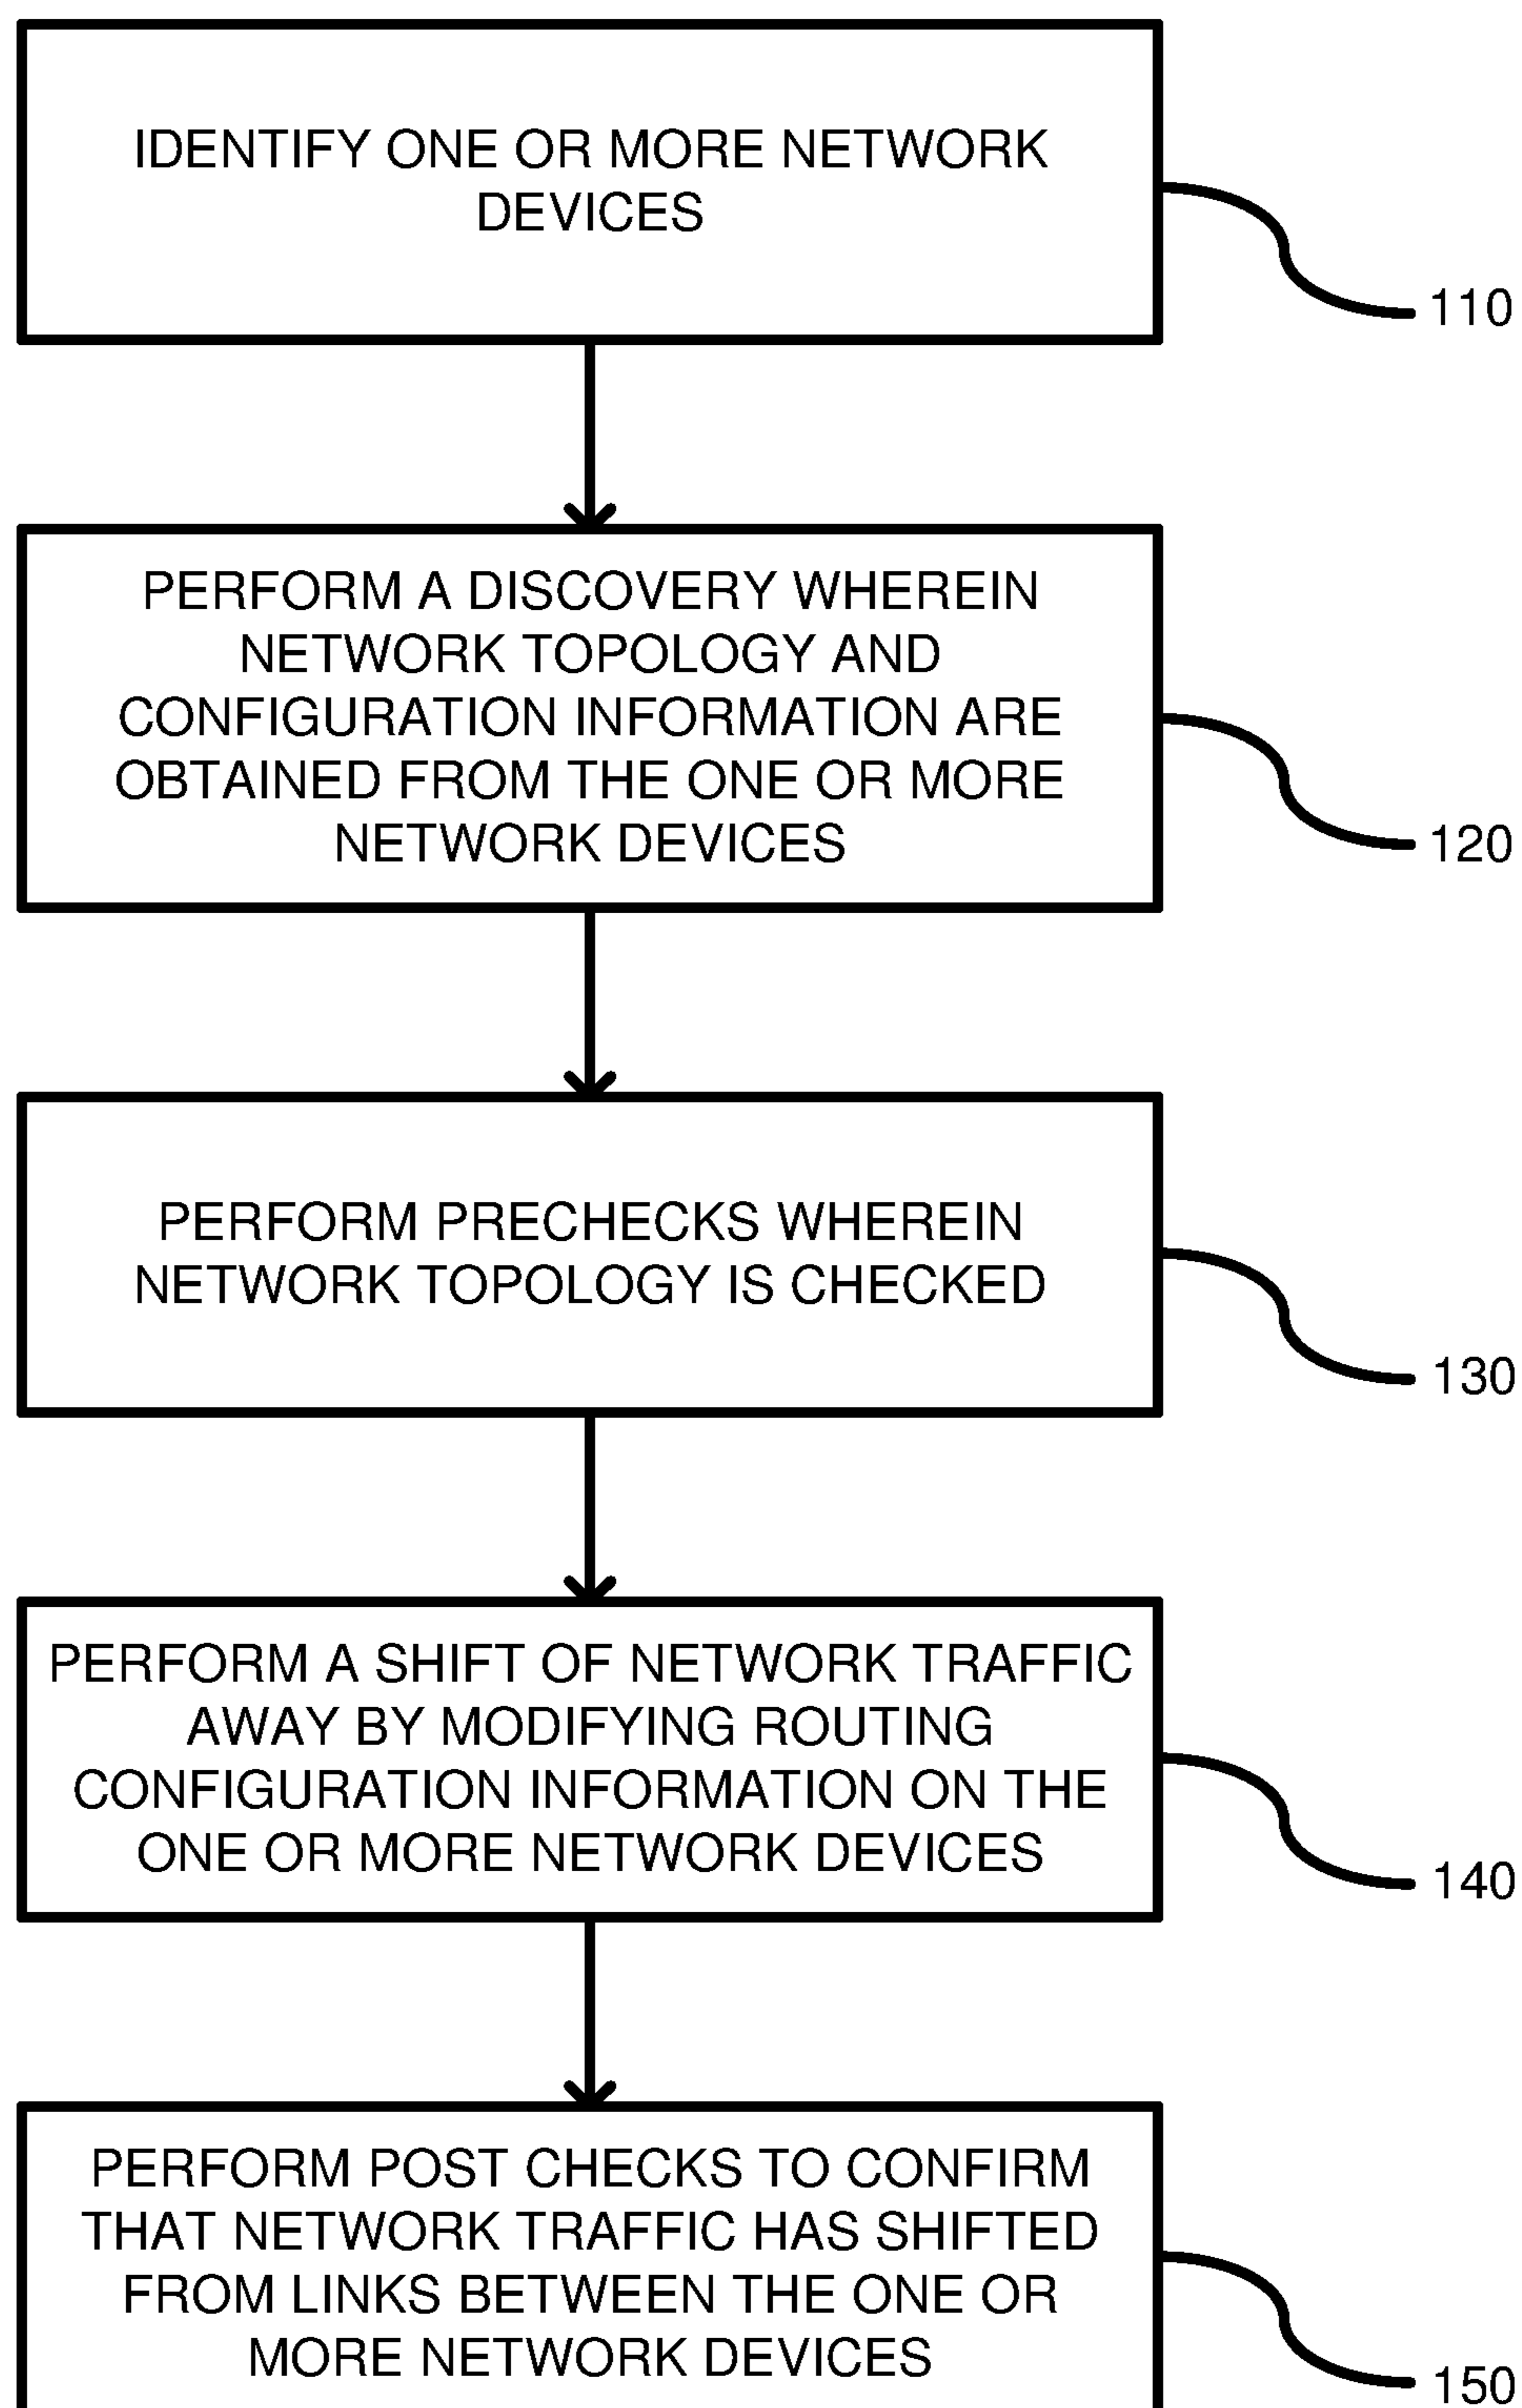 IDENTIFY ONE OR MORE NETWORK
DEVICES
110
PERFORM A DISCOVERY WHEREIN
NETWORK TOPOLOGY AND
CONFIGURATION INFORMATION ARE
OBTAINED FROM THE ONE OR MORE
NETWORK DEVICES
120
PERFORM PRECHECKS WHEREIN
NETWORK TOPOLOGY IS CHECKED
130
PERFORM A SHIFT OF NETWORK TRAFFIC
AWAY BY MODIFYING ROUTING
CONFIGURATION INFORMATION ON THE
ONE OR MORE NETWORK DEVICES
140
PERFORM POST CHECKS TO CONFIRM
THAT NETWORK TRAFFIC HAS SHIFTED
FROM LINKS BETWEEN THE ONE OR
MORE NETWORK DEVICES
150